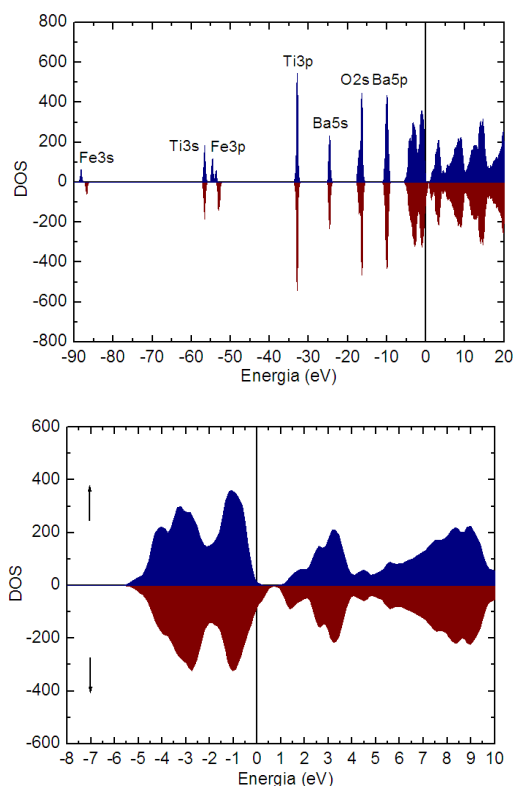 800
600
400
200
0
-200
-400
-600
-800
DOS
Fe3s
Ti3s
Fe3p
Ti3p
Ba5s
O2s
Ba5p
-90 -80 -70 -60 -50 -40 -30 -20 -10 0 10 20
Energia (eV)
600
400
200
0
-200
-400
-600
DOS
-8 -7 -6 -5 -4 -3 -2 -1 0 1 2 3 4 5 6 7 8 9 10
Energia (eV)